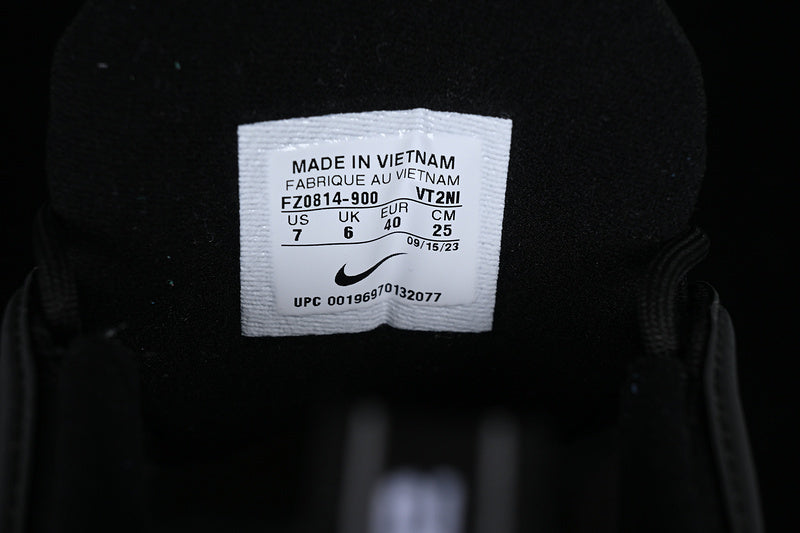 MADE IN VIETNAM
FABRIQUE AU VIETNAM
FZ0814-900 VT2NI
US UK EUR CM
7 6 40 25
09/15/23
UPC 00196970132077